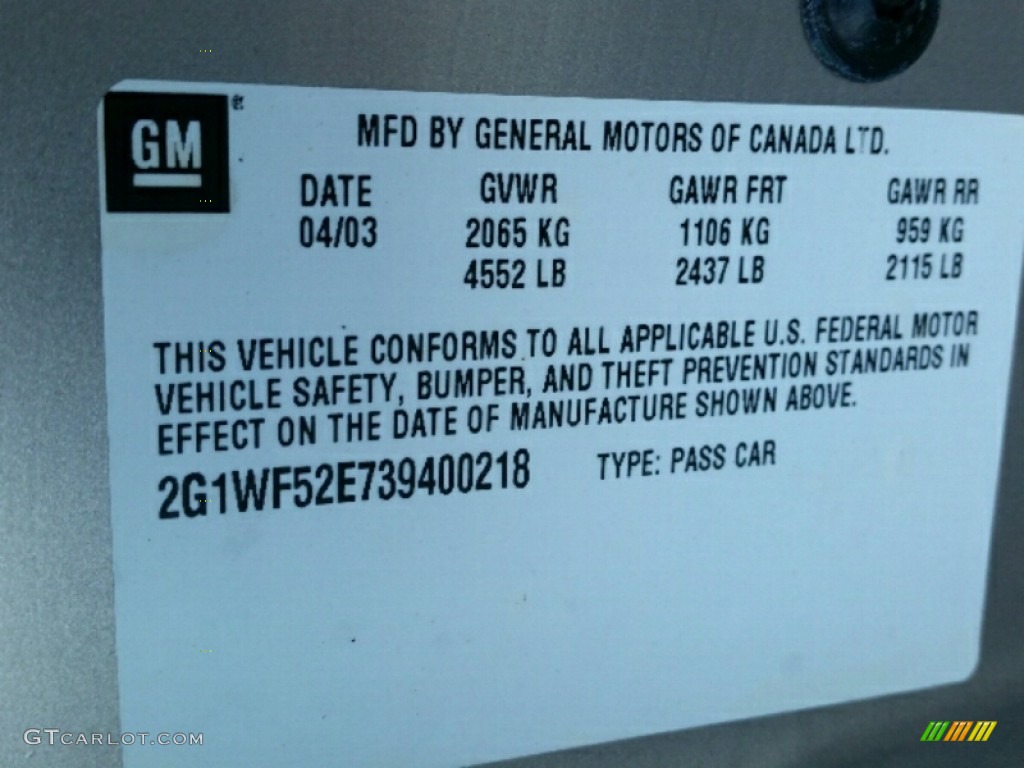 GM
MFD BY GENERAL MOTORS OF CANADA LTD.
DATE GVWR GAWR FRT GAWR RR
04/03 2065 KG 1106 KG 959 KG
4552 LB 2437 LB 2115 LB
THIS VEHICLE CONFORMS TO ALL APPLICABLE U.S. FEDERAL MOTOR
VEHICLE SAFETY, BUMPER, AND THEFT PREVENTION STANDARDS IN
EFFECT ON THE DATE OF MANUFACTURE SHOWN ABOVE.
2G1WF52E739400218 TYPE: PASS CAR
GTCARLOT.COM